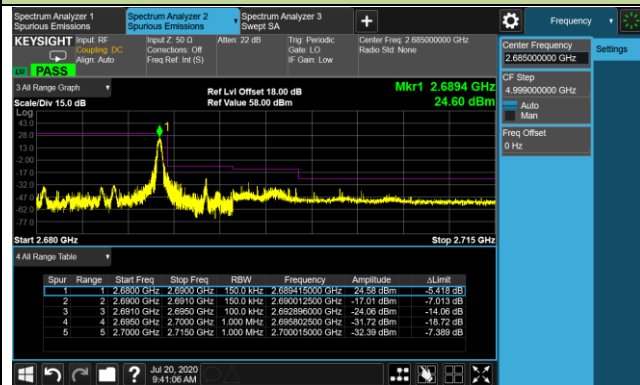 Spectrum Analyzer 1
Spurious Emissions
Spectrum Analyzer 2
Spurious Emissions
Spectrum Analyzer 3
Swept SA
Frequency
KEYSIGHT
Input: RF
Coupling: DC
Align: Auto
Input Z: 50 Ω
Corrections: Off
Freq Ref: Int (S)
Atten: 22 dB
Trig: Periodic
Gate: LO
IF Gain: Low
Center Freq: 2.685000000 GHz
Radio Std: None
PASS
Center Frequency
2.685000000 GHz
Settings
CF Step
4.999000000 GHz
Auto
Man
Freq Offset
0 Hz
3 All Range Graph
Scale/Div 15.0 dB
Ref Lvl Offset 18.00 dB
Ref Value 58.00 dBm
Mkr1 2.6894 GHz
24.60 dBm
Log
43.0
28.0
13.0
-2.00
-17.0
-32.0
-47.0
-62.0
-77.0
1
Start 2.680 GHz
Stop 2.715 GHz
4 All Range Table
Spur Range Start Freq Stop Freq RBW Frequency Amplitude ΔLimit
1 1 2.6800 GHz 2.6900 GHz 150.0 kHz 2.689415000 GHz 24.58 dBm -5.418 dB
2 2 2.6900 GHz 2.6910 GHz 150.0 kHz 2.690012500 GHz -17.01 dBm -7.013 dB
3 3 2.6910 GHz 2.6950 GHz 100.0 kHz 2.692896000 GHz -24.06 dBm -14.06 dB
4 4 2.6950 GHz 2.7000 GHz 1.000 MHz 2.695802500 GHz -31.72 dBm -18.72 dB
5 5 2.7000 GHz 2.7150 GHz 1.000 MHz 2.700015000 GHz -32.39 dBm -7.389 dB
Jul 20, 2020
9:41:06 AM